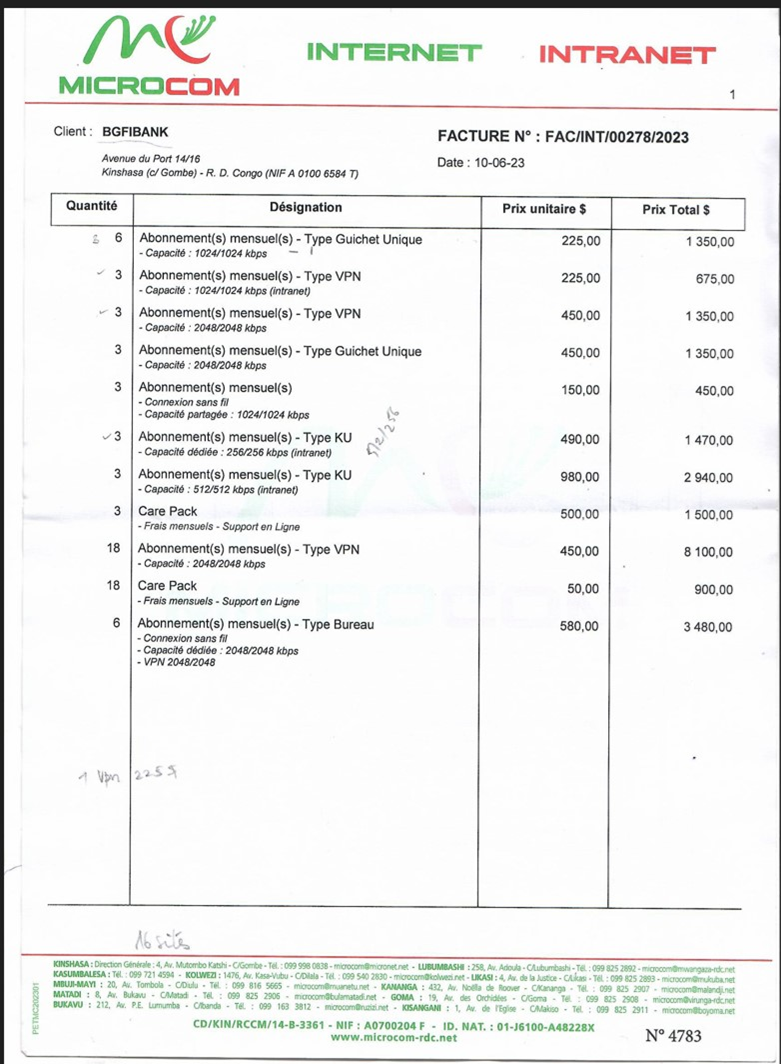 MICROCOM
INTERNET INTRANET
1
Client : BGFIBANK
Avenue du Port 14/16
Kinshasa (c/ Gombe) - R. D. Congo (NIF A 0100 6584 T)
FACTURE N° : FAC/INT/00278/2023
Date : 10-06-23
Quantité Désignation Prix unitaire $ Prix Total $
6 Abonnement(s) mensuel(s) - Type Guichet Unique 225,00 1 350,00
- Capacité : 1024/1024 kbps
3 Abonnement(s) mensuel(s) - Type VPN 225,00 675,00
- Capacité : 1024/1024 kbps (intranet)
3 Abonnement(s) mensuel(s) - Type VPN 450,00 1 350,00
- Capacité : 2048/2048 kbps
3 Abonnement(s) mensuel(s) - Type Guichet Unique 450,00 1 350,00
- Capacité : 2048/2048 kbps
3 Abonnement(s) mensuel(s) 150,00 450,00
- Connexion sans fil
- Capacité partagée : 1024/1024 kbps
512/256
3 Abonnement(s) mensuel(s) - Type KU 490,00 1 470,00
- Capacité dédiée : 256/256 kbps (intranet)
3 Abonnement(s) mensuel(s) - Type KU 980,00 2 940,00
- Capacité : 512/512 kbps (intranet)
3 Care Pack 500,00 1 500,00
- Frais mensuels - Support en Ligne
18 Abonnement(s) mensuel(s) - Type VPN 450,00 8 100,00
- Capacité : 2048/2048 kbps
18 Care Pack 50,00 900,00
- Frais mensuels - Support en Ligne
6 Abonnement(s) mensuel(s) - Type Bureau 580,00 3 480,00
- Connexion sans fil
- Capacité dédiée : 2048/2048 kbps
- VPN 2048/2048
1 Vpn
16 sites
KINSHASA : Direction Générale : 4, Av. Mutombo Katshi - C/Gombe - Tél. : 099 998 0838 - microcom@micronet.net - LUBUMBASHI : 258, Av. Adoula - C/Lubumbashi - Tél. : 099 825 2892 - microcom@mwangaza-rdc.net
KASUMBALESA : Tél. : 099 721 4594 - KOLWEZI : 1476, Av. Kasa-Vubu - C/Dilala - Tél. : 099 540 2830 - microcom@kolwezi.net - LIKASI : 4, Av. de la Justice - C/Likasi - Tél. : 099 825 2893 - microcom@mukuba.net
MBUJI-MAYI : 20, Av. Tombola - C/Diulu - Tél. : 099 816 5665 - microcom@muanetu.net - KANANGA : 432, Av. Noëlla de Roover - C/Kananga - Tél. : 099 825 2907 - microcom@malandji.net
MATADI : 8, Av. Bukavu - C/Matadi - Tél. : 099 825 2906 - microcom@bulamatadi.net - GOMA : 19, Av. des Orchidées - C/Goma - Tél. : 099 825 2908 - microcom@virunga-rdc.net
BUKAVU : 212, Av. P.E. Lumumba - C/Ibanda - Tél. : 099 163 3812 - microcom@ruzizi.net - KISANGANI : 1, Av. de l'Eglise - C/Makiso - Tél. : 099 825 2911 - microcom@boyoma.net
CD/KIN/RCCM/14-B-3361 - NIF : A0700204 F - ID. NAT. : 01-J6100-A48228X
www.microcom-rdc.net
N° 4783
PETMC202301